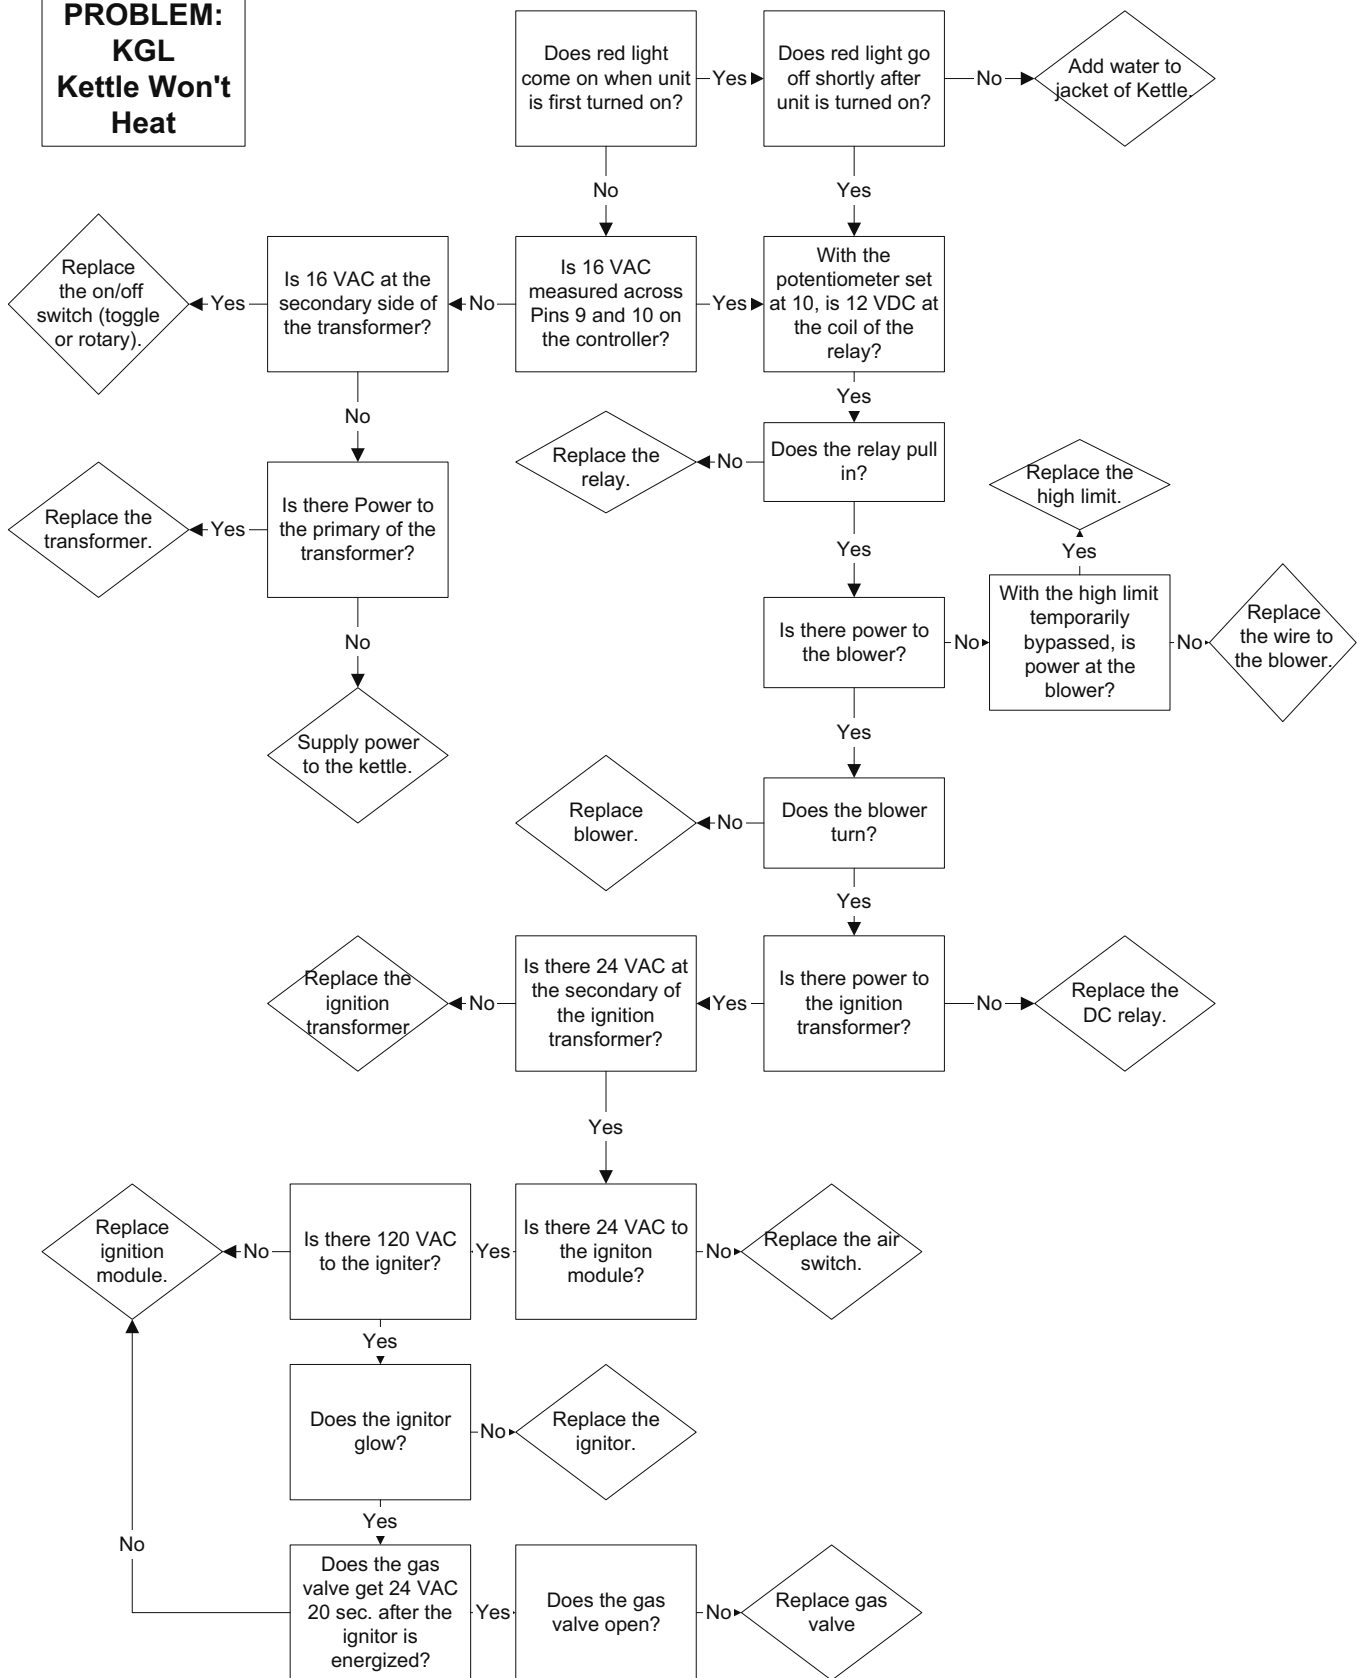 PROBLEM:
KGL
Kettle Won't
Heat
Does red light
come on when unit
is first turned on?
Yes
Does red light go
off shortly after
unit is turned on?
No
Add water to
jacket of Kettle.
No
Yes
Replace
the on/off
switch (toggle
or rotary).
Yes
Is 16 VAC at the
secondary side of
the transformer?
No
Is 16 VAC
measured across
Pins 9 and 10 on
the controller?
Yes
With the
potentiometer set
at 10, is 12 VDC at
the coil of the
relay?
No
Yes
Replace the
relay.
No
Does the relay pull
in?
Replace the
high limit.
Replace the
transformer.
Yes
Is there Power to
the primary of the
transformer?
Yes
Yes
No
Is there power to
the blower?
No
With the high limit
temporarily
bypassed, is
power at the
blower?
No
Replace
the wire to
the blower.
Supply power
to the kettle.
Yes
Replace
blower.
No
Does the blower
turn?
Yes
Replace the
ignition
transformer
No
Is there 24 VAC at
the secondary of
the ignition
transformer?
Yes
Is there power to
the ignition
transformer?
No
Replace the
DC relay.
Yes
Replace
ignition
module.
No
Is there 120 VAC
to the igniter?
Yes
Is there 24 VAC to
the igniton
module?
No
Replace the air
switch.
Yes
Does the ignitor
glow?
No
Replace the
ignitor.
Yes
No
Does the gas
valve get 24 VAC
20 sec. after the
ignitor is
energized?
Yes
Does the gas
valve open?
No
Replace gas
valve